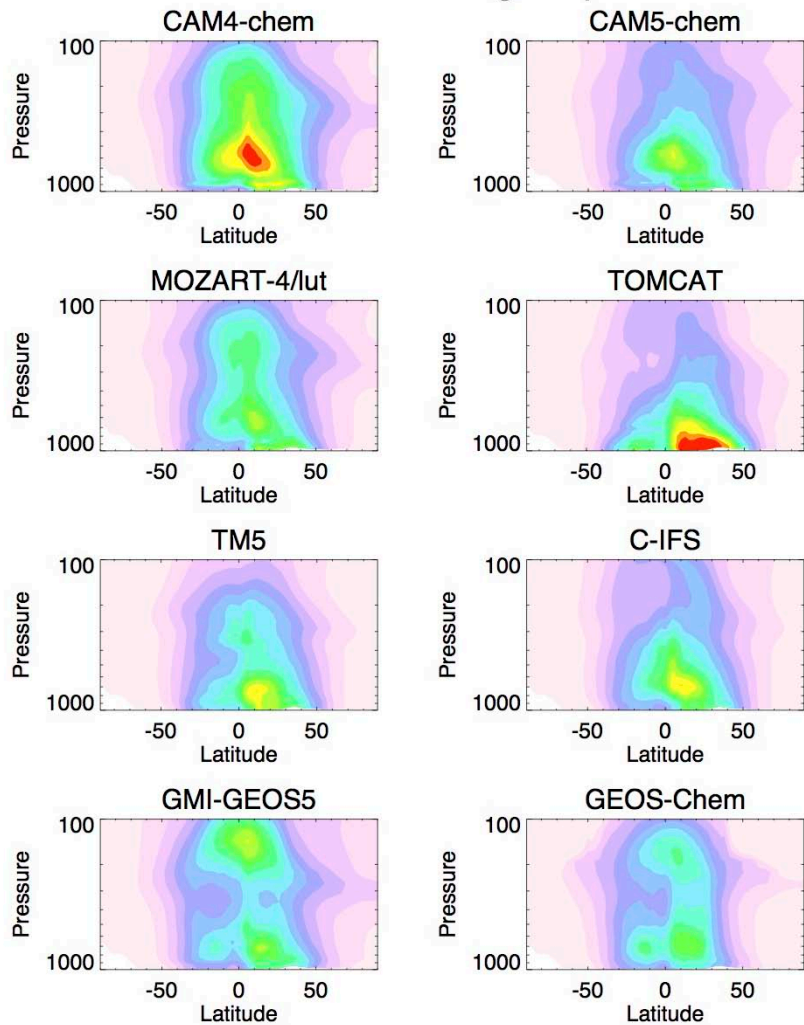 CAM4-chem
100
Pressure
1000
-50 0 50
Latitude
CAM5-chem
100
Pressure
1000
-50 0 50
Latitude
MOZART-4/lut
100
Pressure
1000
-50 0 50
Latitude
TOMCAT
100
Pressure
1000
-50 0 50
Latitude
TM5
100
Pressure
1000
-50 0 50
Latitude
C-IFS
100
Pressure
1000
-50 0 50
Latitude
GMI-GEOS5
100
Pressure
1000
-50 0 50
Latitude
GEOS-Chem
100
Pressure
1000
-50 0 50
Latitude